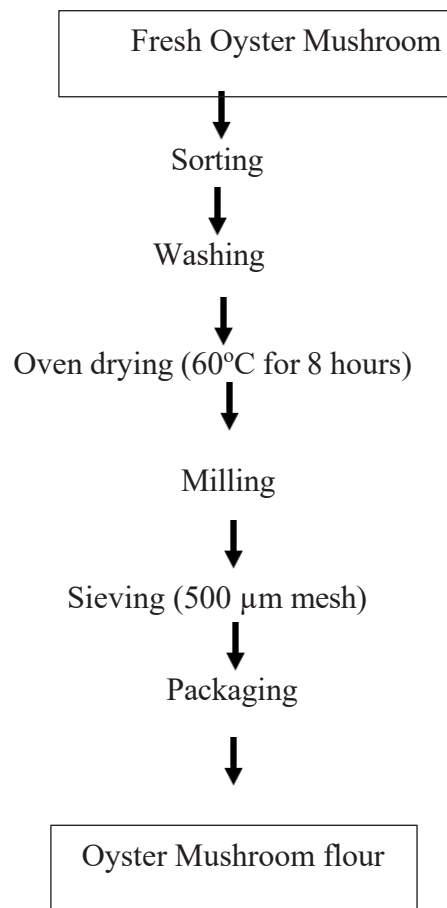 Fresh Oyster Mushroom
Sorting
Washing
Oven drying (60ºC for 8 hours)
Milling
Sieving (500 µm mesh)
Packaging
Oyster Mushroom flour